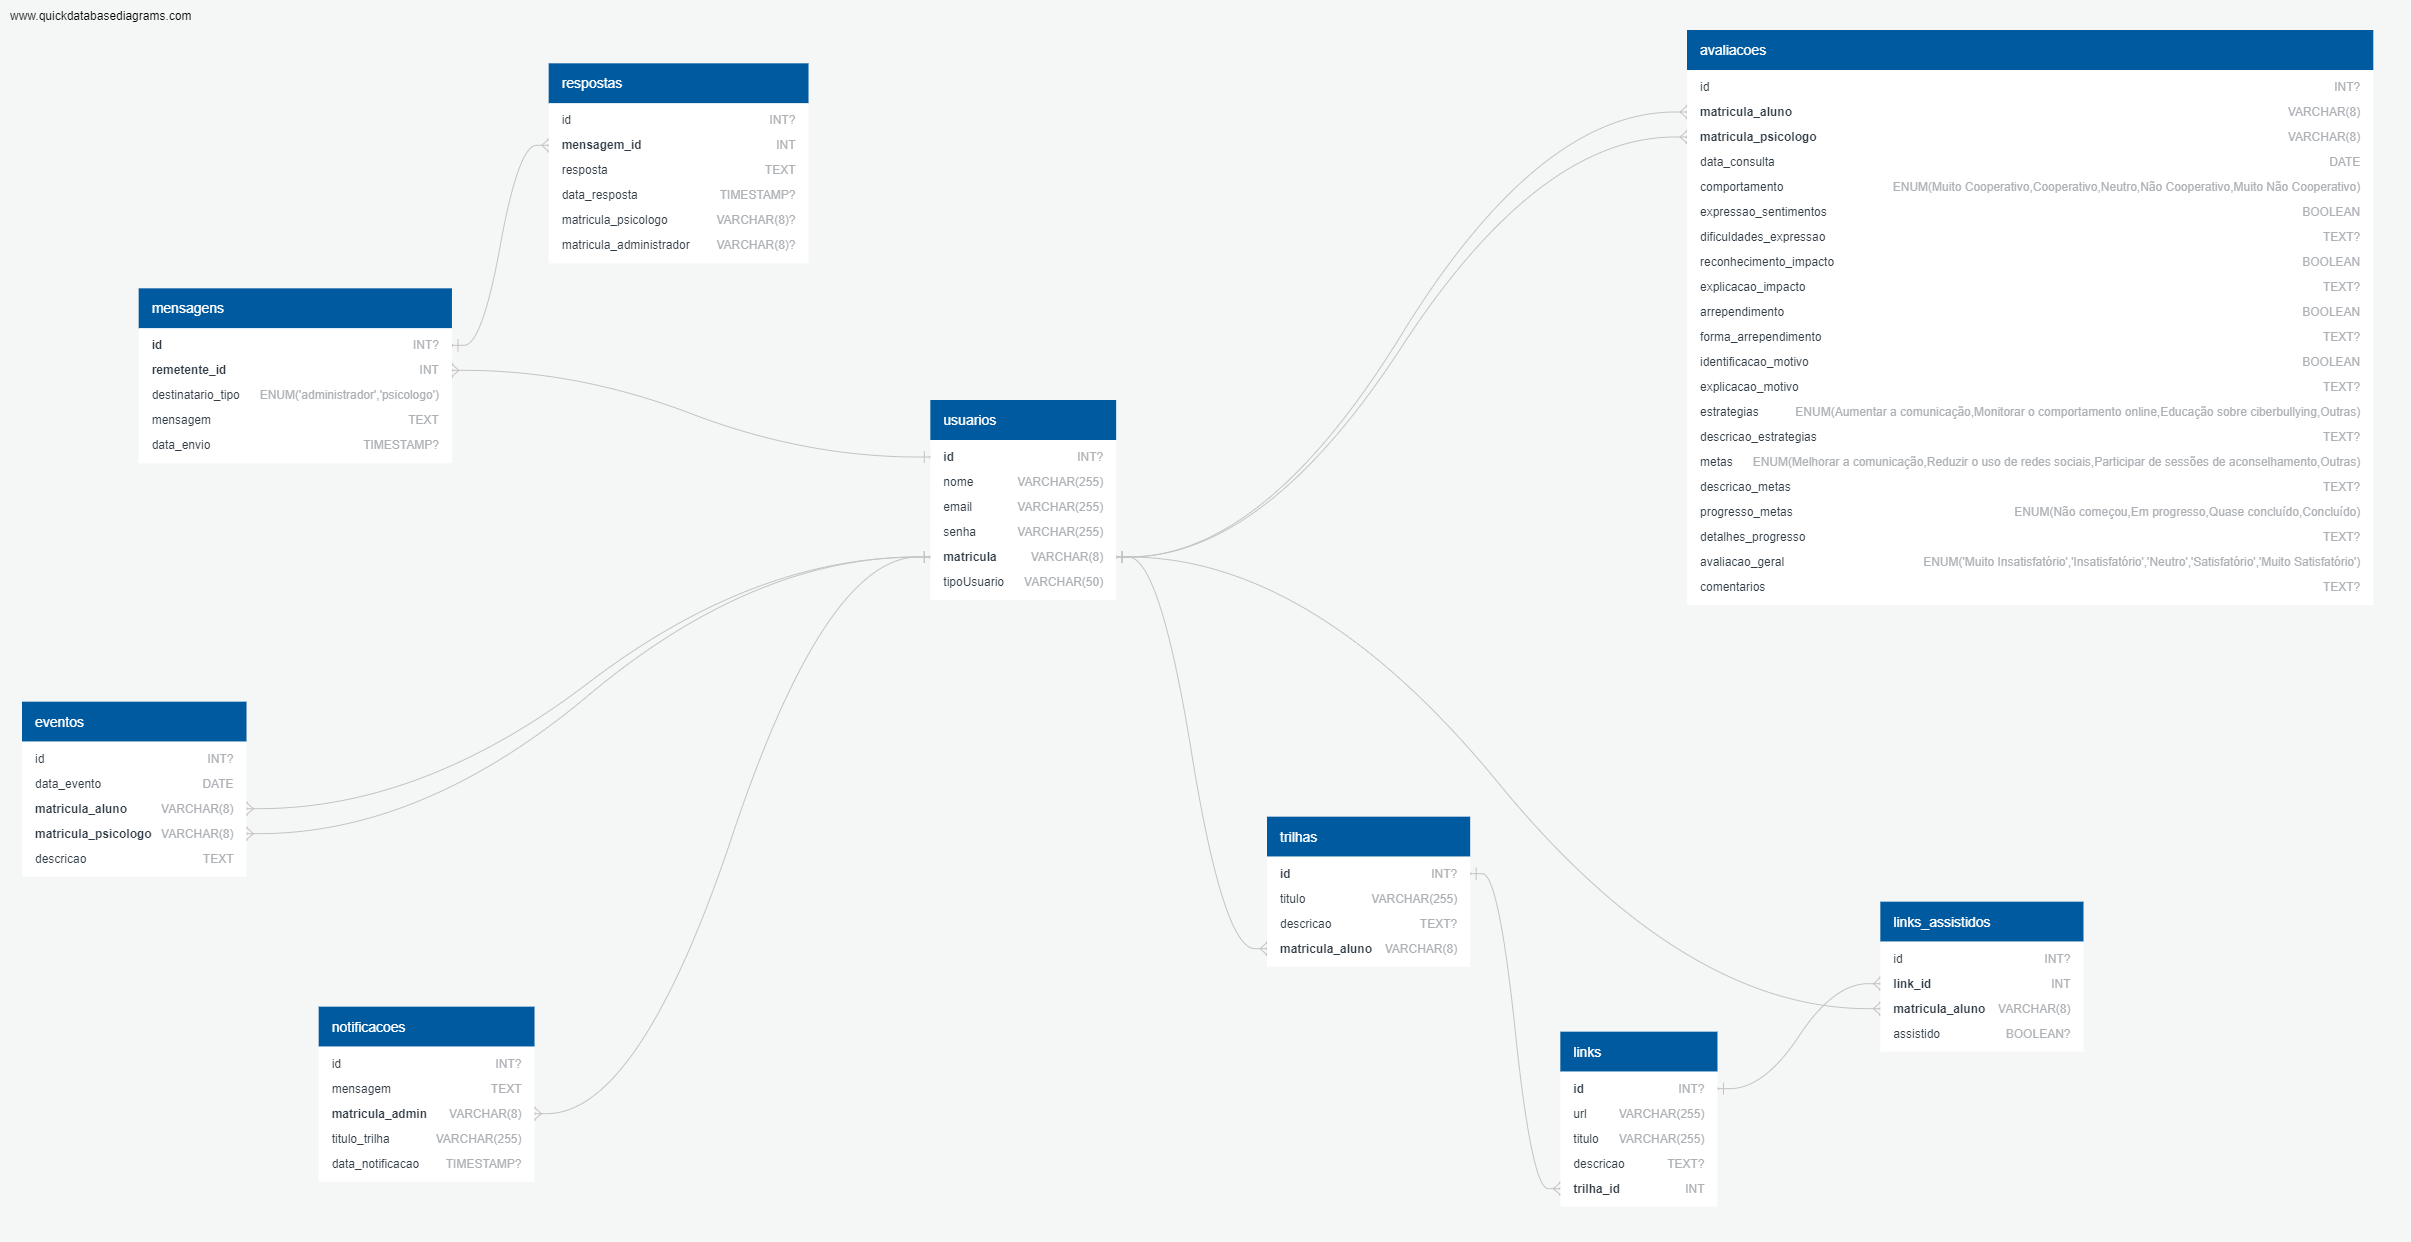 www.quickdatabasediagrams.com
respostas
id INT?
mensagem_id INT
resposta TEXT
data_resposta TIMESTAMP?
matricula_psicologo VARCHAR(8)?
matricula_administrador VARCHAR(8)?
mensagens
id INT?
remetente_id INT
destinatario_tipo ENUM('administrador','psicologo')
mensagem TEXT
data_envio TIMESTAMP?
usuarios
id INT?
nome VARCHAR(255)
email VARCHAR(255)
senha VARCHAR(255)
matricula VARCHAR(8)
tipoUsuario VARCHAR(50)
avaliacoes
id INT?
matricula_aluno VARCHAR(8)
matricula_psicologo VARCHAR(8)
data_consulta DATE
comportamento ENUM(Muito Cooperativo,Cooperativo,Neutro,Não Cooperativo,Muito Não Cooperativo)
expressao_sentimentos BOOLEAN
dificuldades_expressao TEXT?
reconhecimento_impacto BOOLEAN
explicacao_impacto TEXT?
arrependimento BOOLEAN
forma_arrependimento TEXT?
identificacao_motivo BOOLEAN
explicacao_motivo TEXT?
estrategias ENUM(Aumentar a comunicação,Monitorar o comportamento online,Educação sobre ciberbullying,Outras)
descricao_estrategias TEXT?
metas ENUM(Melhorar a comunicação,Reduzir o uso de redes sociais,Participar de sessões de aconselhamento,Outras)
descricao_metas TEXT?
progresso_metas ENUM(Não começou,Em progresso,Quase concluído,Concluído)
detalhes_progresso TEXT?
avaliacao_geral ENUM('Muito Insatisfatório','Insatisfatório','Neutro','Satisfatório','Muito Satisfatório')
comentarios TEXT?
eventos
id INT?
data_evento DATE
matricula_aluno VARCHAR(8)
matricula_psicologo VARCHAR(8)
descricao TEXT
notificacoes
id INT?
mensagem TEXT
matricula_admin VARCHAR(8)
titulo_trilha VARCHAR(255)
data_notificacao TIMESTAMP?
trilhas
id INT?
titulo VARCHAR(255)
descricao TEXT?
matricula_aluno VARCHAR(8)
links
id INT?
url VARCHAR(255)
titulo VARCHAR(255)
descricao TEXT?
trilha_id INT
links_assistidos
id INT?
link_id INT
matricula_aluno VARCHAR(8)
assistido BOOLEAN?